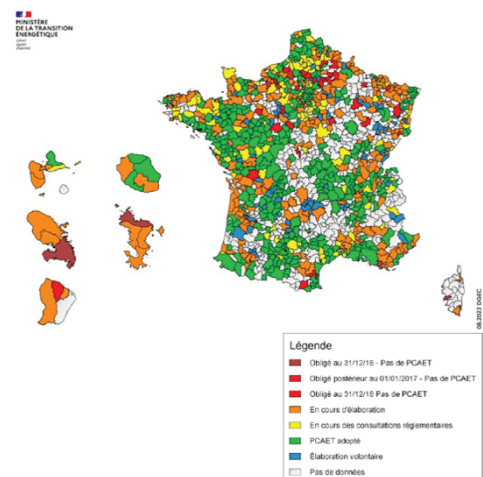 MINISTÈRE
DE LA TRANSITION
ÉNERGÉTIQUE
Liberté
Égalité
Fraternité
08.2022 DGEC
Légende
Obligé au 31/12/16 - Pas de PCAET
Obligé postérieur au 01/01/2017 - Pas de PCAET
Obligé au 31/12/18 Pas de PCAET
En cours d'élaboration
En cours des consultations règlementaires
PCAET adopté
Élaboration volontaire
Pas de données